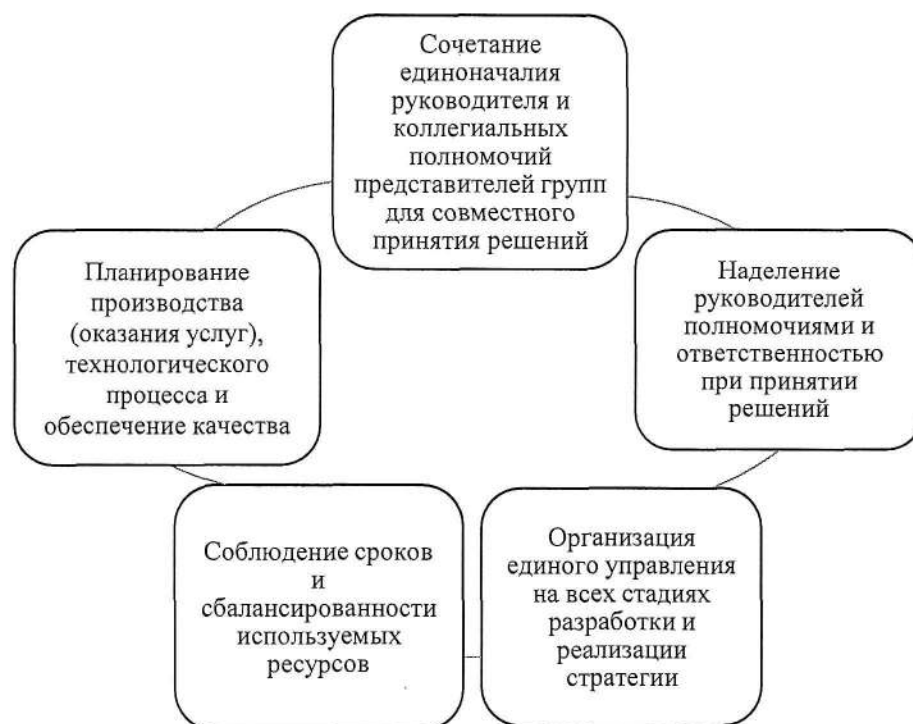 Сочетание
единоначалия
руководителя и
коллегиальных
полномочий
представителей групп
для совместного
принятия решений
Наделение
руководителей
полномочиями и
ответственностью
при принятии
решений
Организация
единого управления
на всех стадиях
разработки и
реализации
стратегии
Соблюдение сроков
и
сбалансированности
используемых
ресурсов
Планирование
производства
(оказания услуг),
технологического
процесса и
обеспечение качества